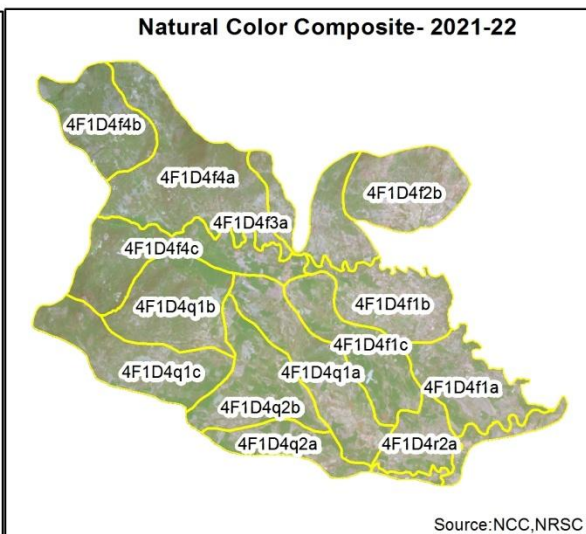 Natural Color Composite- 2021-22
4F1D4f4b
4F1D4f4a
4F1D4f2b
4F1D4f3a
4F1D4f4c
4F1D4q1b
4F1D4f1b
4F1D4f1c
4F1D4q1c
4F1D4q1a
4F1D4f1a
4F1D4q2b
4F1D4q2a
4F1D4r2a
Source:NCC,NRSC